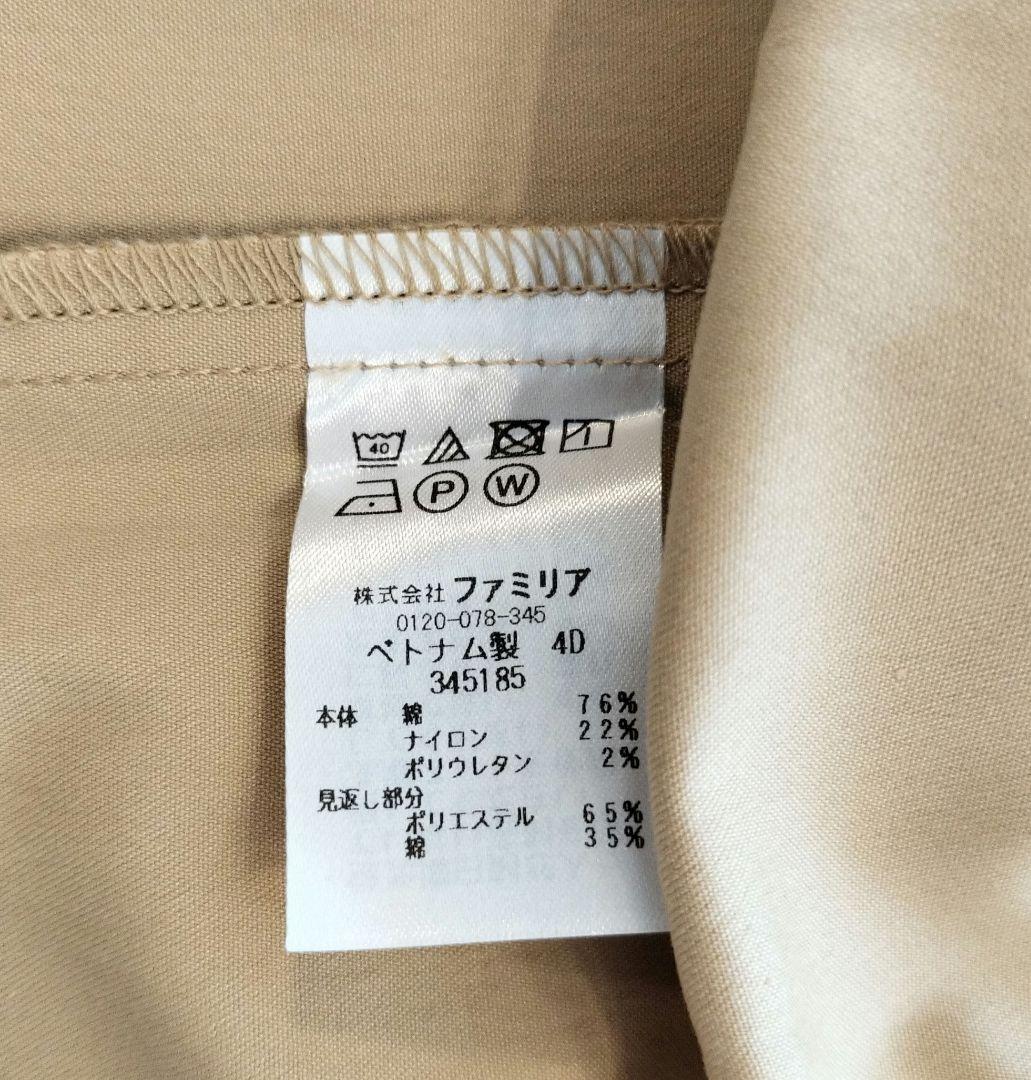 40
P W
株式会社 ファミリア
0120-078-345
ベトナム製 4D
345185
本体 綿 76%
ナイロン 22%
ポリウレタン 2%
見返し部分
ポリエステル 65%
綿 35%